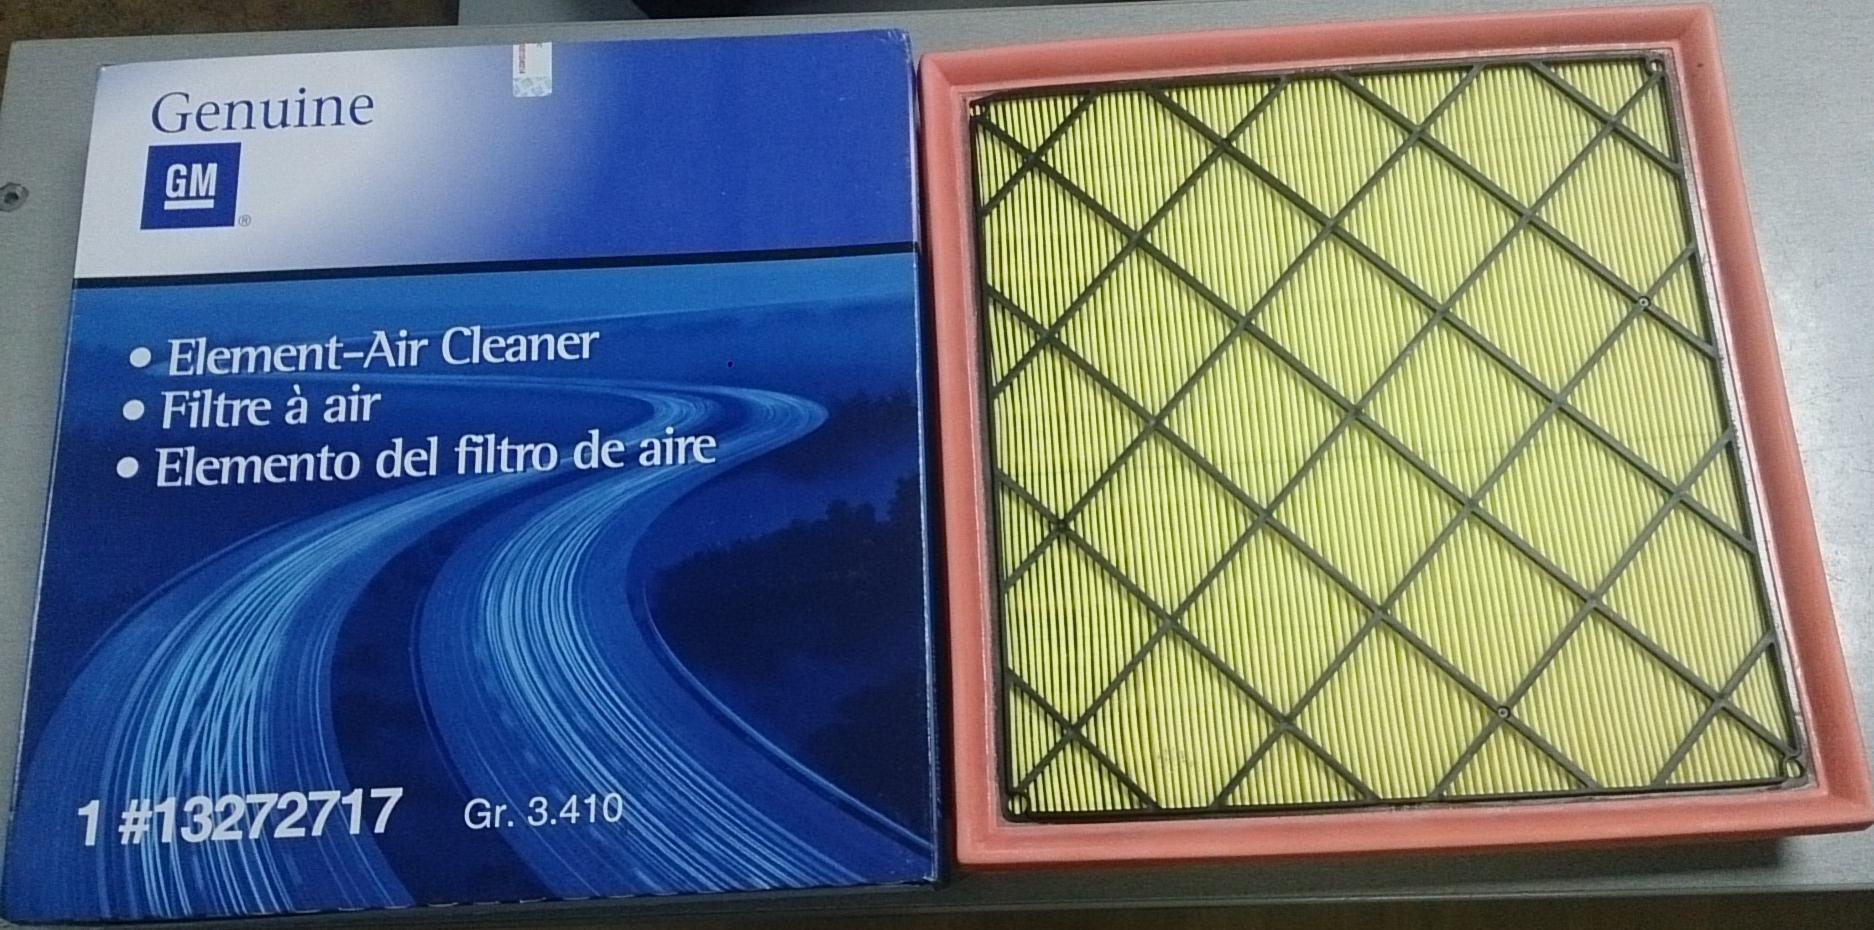 Genuine
GM
®
• Element-Air Cleaner
• Filtre à air
• Elemento del filtro de aire
1 #13272717 Gr. 3.410